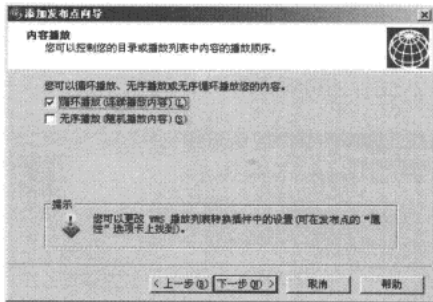 添加发布点向导
内容播放
您可以控制您的目录或播放列表中内容的播放顺序。
您可以循环播放、无序播放或无序循环播放您的内容。
循环播放(连续播放内容)(L)
无序播放(随机播放内容)(S)
提示
您可以更改 WMS 播放列表转换插件中的设置(可在发布点的“属
性”选项卡上找到)。
< 上一步(B)
下一步(N) >
取消
帮助